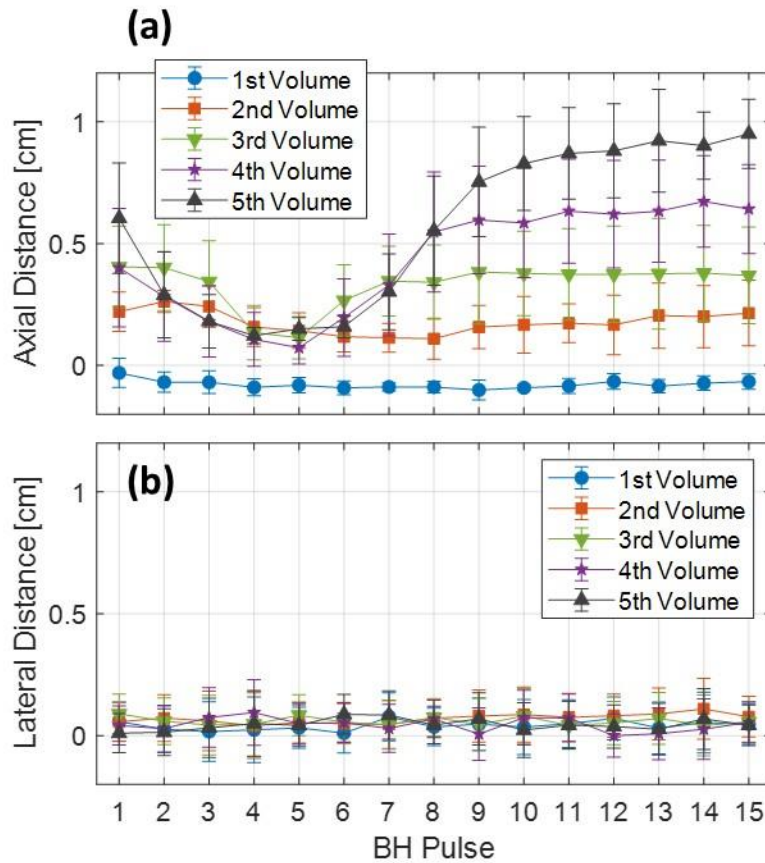 (a)
1st Volume
2nd Volume
3rd Volume
4th Volume
5th Volume
Axial Distance [cm]
1
0.5
0
(b)
1st Volume
2nd Volume
3rd Volume
4th Volume
5th Volume
Lateral Distance [cm]
1
0.5
0
1 2 3 4 5 6 7 8 9 10 11 12 13 14 15
BH Pulse